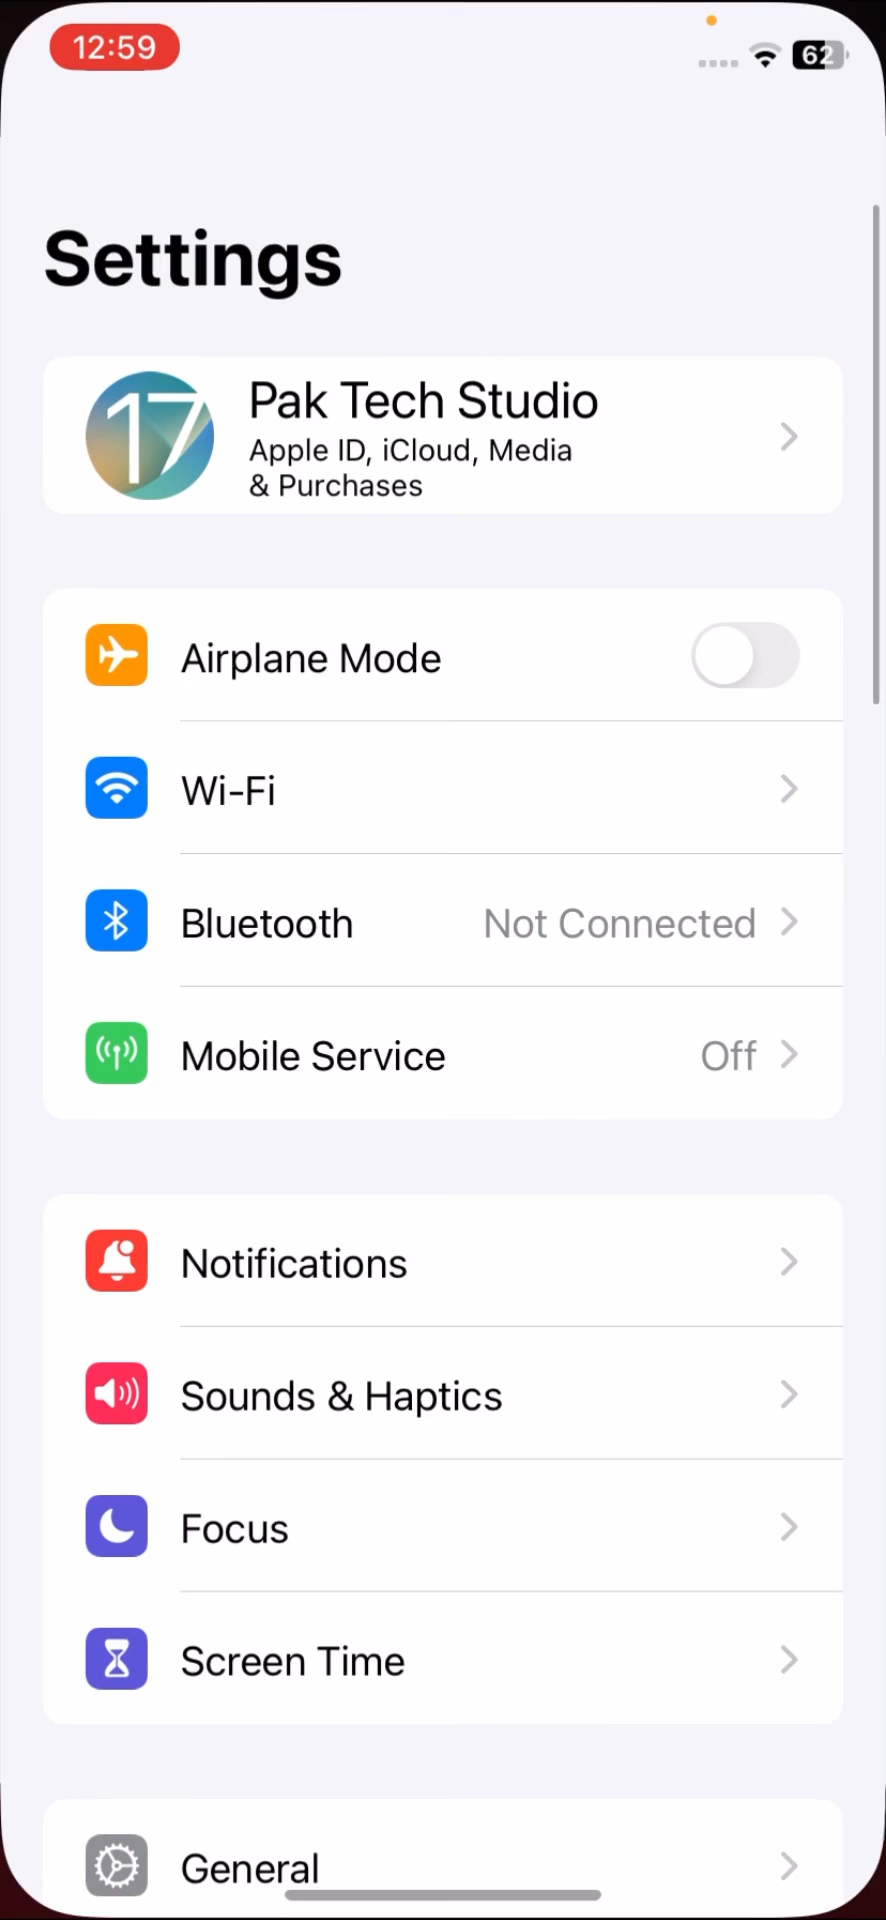 12:59
62
Settings
17
Pak Tech Studio
Apple ID, iCloud, Media
& Purchases
Airplane Mode
Wi-Fi
Bluetooth Not Connected
Mobile Service Off
Notifications
Sounds & Haptics
Focus
Screen Time
General